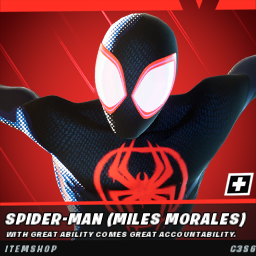 SPIDER-MAN (MILES MORALES)
WITH GREAT ABILITY COMES GREAT ACCOUNTABILITY.
ITEMSHOP C3S6